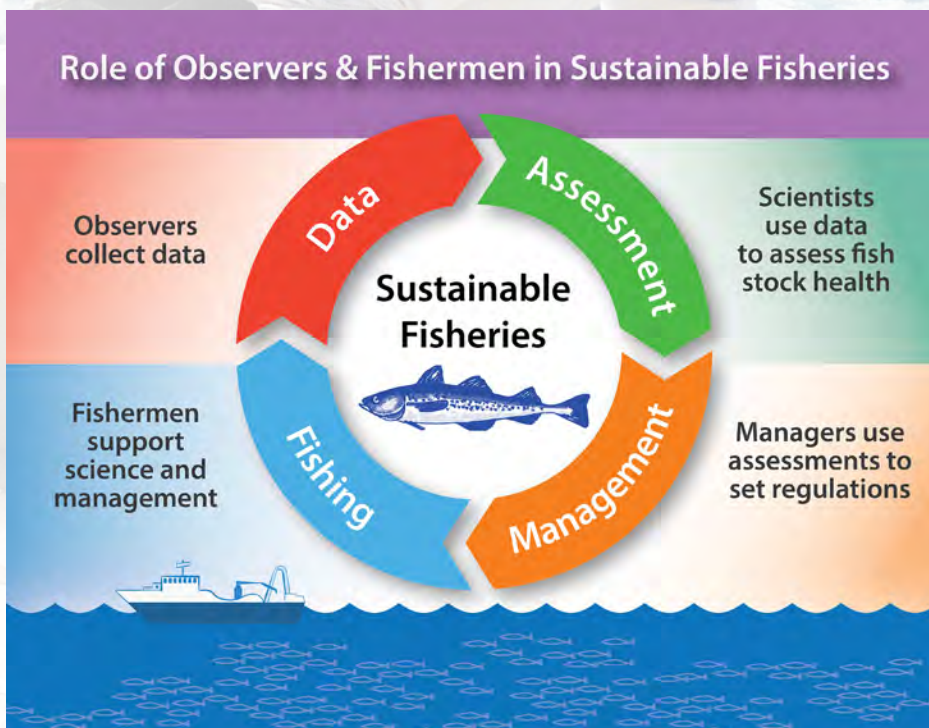 Role of Observers & Fishermen in Sustainable Fisheries
Observers
collect data
Data
Assessment
Scientists
use data
to assess fish
stock health
Sustainable
Fisheries
Fishermen
support
science and
management
Fishing
Management
Managers use
assessments to
set regulations